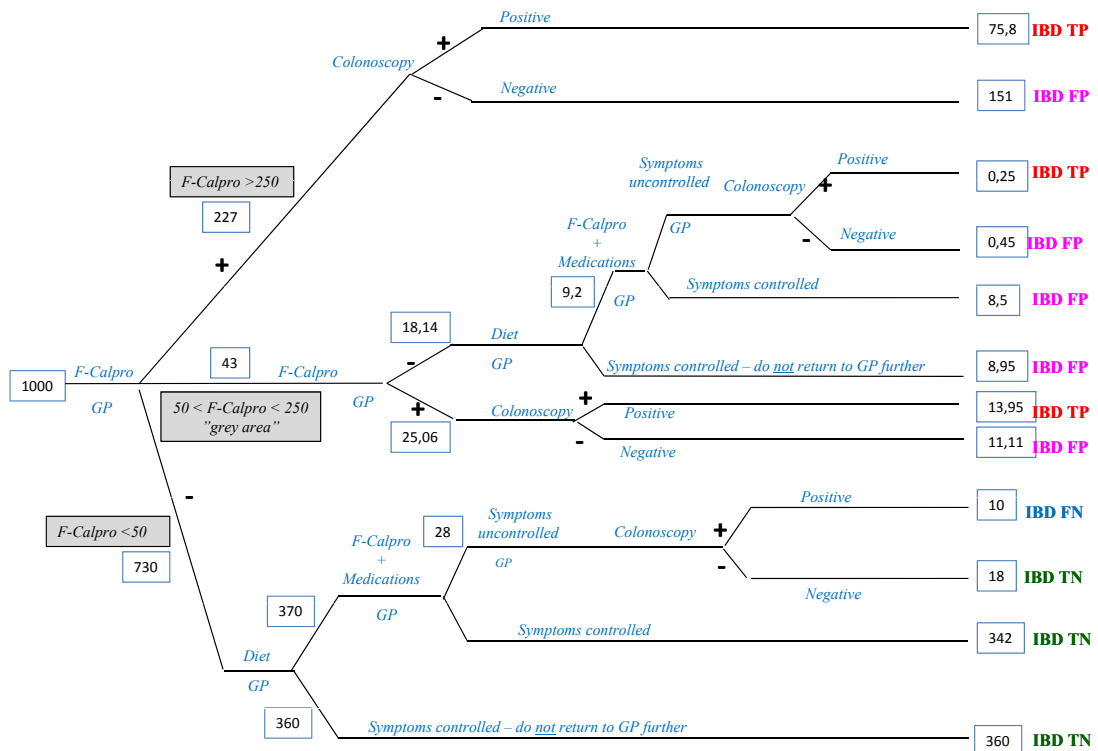 Positive
75,8 IBD TP
+
Colonoscopy
-
Negative
151 IBD FP
F-Calpro >250
227
+
Symptoms
uncontrolled
Positive
0,25 IBD TP
Colonoscopy
+
GP
-
Negative
0,45 IBD FP
F-Calpro
+
Medications
9,2
GP
Symptoms controlled
8,5 IBD FP
18,14
Diet
GP
-
Symptoms controlled – do not return to GP further
8,95 IBD FP
1000
F-Calpro
GP
43
F-Calpro
GP
50 < F-Calpro < 250
”grey area”
+
25,06
Colonoscopy
+
Positive
13,95 IBD TP
-
Negative
11,11 IBD FP
-
F-Calpro <50
730
28
Symptoms
uncontrolled
GP
Colonoscopy
+
Positive
10 IBD FN
-
Negative
18 IBD TN
F-Calpro
+
Medications
GP
370
Symptoms controlled
342 IBD TN
Diet
GP
360
Symptoms controlled – do not return to GP further
360 IBD TN